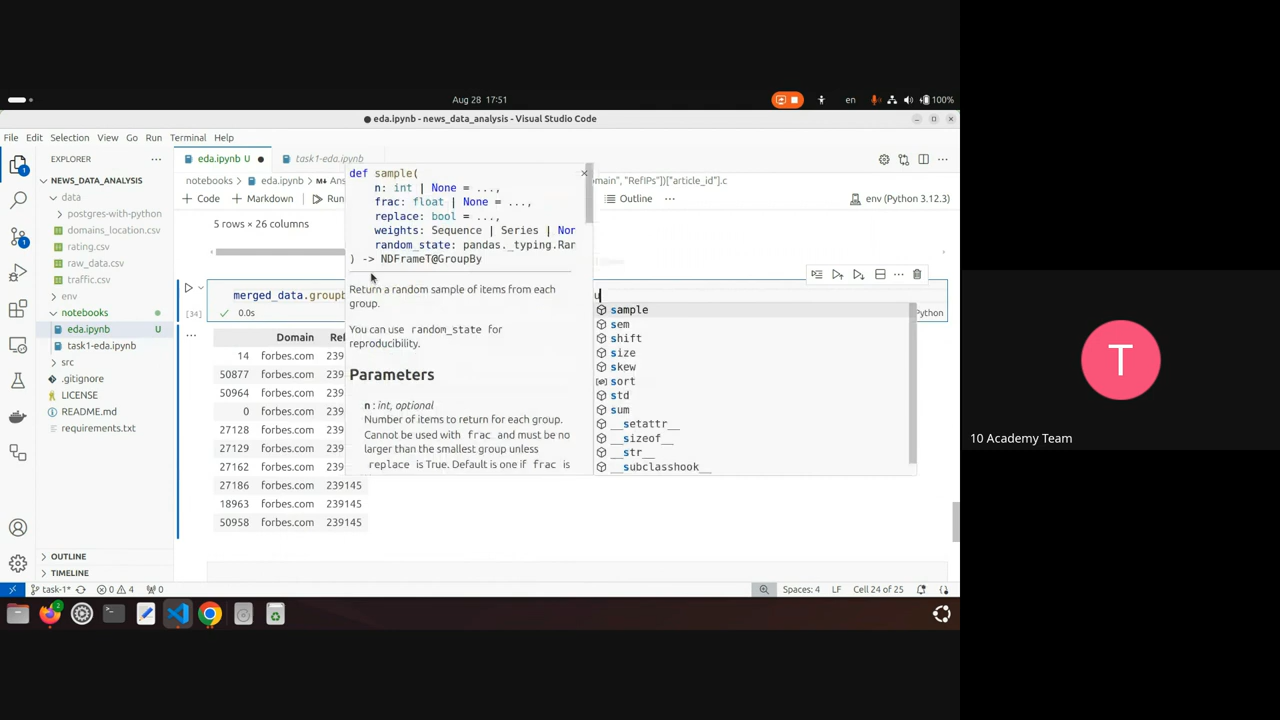 Aug 28 17:51
en
100%
eda.ipynb - news_data_analysis - Visual Studio Code
File Edit Selection View Go Run Terminal Help
EXPLORER
NEWS_DATA_ANALYSIS
data
postgres-with-python
domains_location.csv
rating.csv
raw_data.csv
traffic.csv
env
notebooks
eda.ipynb U
task1-eda.ipynb
src
.gitignore
LICENSE
README.md
requirements.txt
OUTLINE
TIMELINE
eda.ipynb U
task1-eda.ipynb
notebooks > eda.ipynb >
omain", "RefIPs"])["article_id"].c
+ Code + Markdown
Outline
env (Python 3.12.3)
5 rows × 26 columns
merged_data.groupb
[34]
0.0s
Domain
14 forbes.com 239
50877 forbes.com 239
50964 forbes.com 239
0 forbes.com 239
27128 forbes.com 239
27129 forbes.com 239
27162 forbes.com 239
27186 forbes.com 239145
18963 forbes.com 239145
50958 forbes.com 239145
def sample(
n: int | None = ...,
frac: float | None = ...,
replace: bool = ...,
weights: Sequence | Series | Non
random_state: pandas._typing.Ran
) -> NDFrameT@GroupBy
Return a random sample of items from each
group.
You can use random_state for
reproducibility.
Parameters
n : int, optional
Number of items to return for each group.
Cannot be used with frac and must be no
larger than the smallest group unless
replace is True. Default is one if frac is
u
sample
sem
shift
size
skew
sort
std
sum
__setattr__
__sizeof__
__str__
__subclasshook__
Python
task-1*
0 4
0
Spaces: 4
LF
Cell 24 of 25
T
10 Academy Team